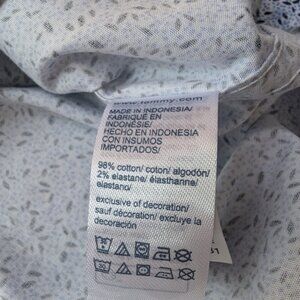 www.tommy.com
MADE IN INDONESIA/
FABRIQUÉ EN
INDONÉSIE/
HECHO EN INDONESIA
CON INSUMOS
IMPORTADOS/
98% cotton/ coton/ algodón/
2% elastane/ élasthanne/
elastano/
exclusive of decoration/
sauf décoration/ excluye la
decoración